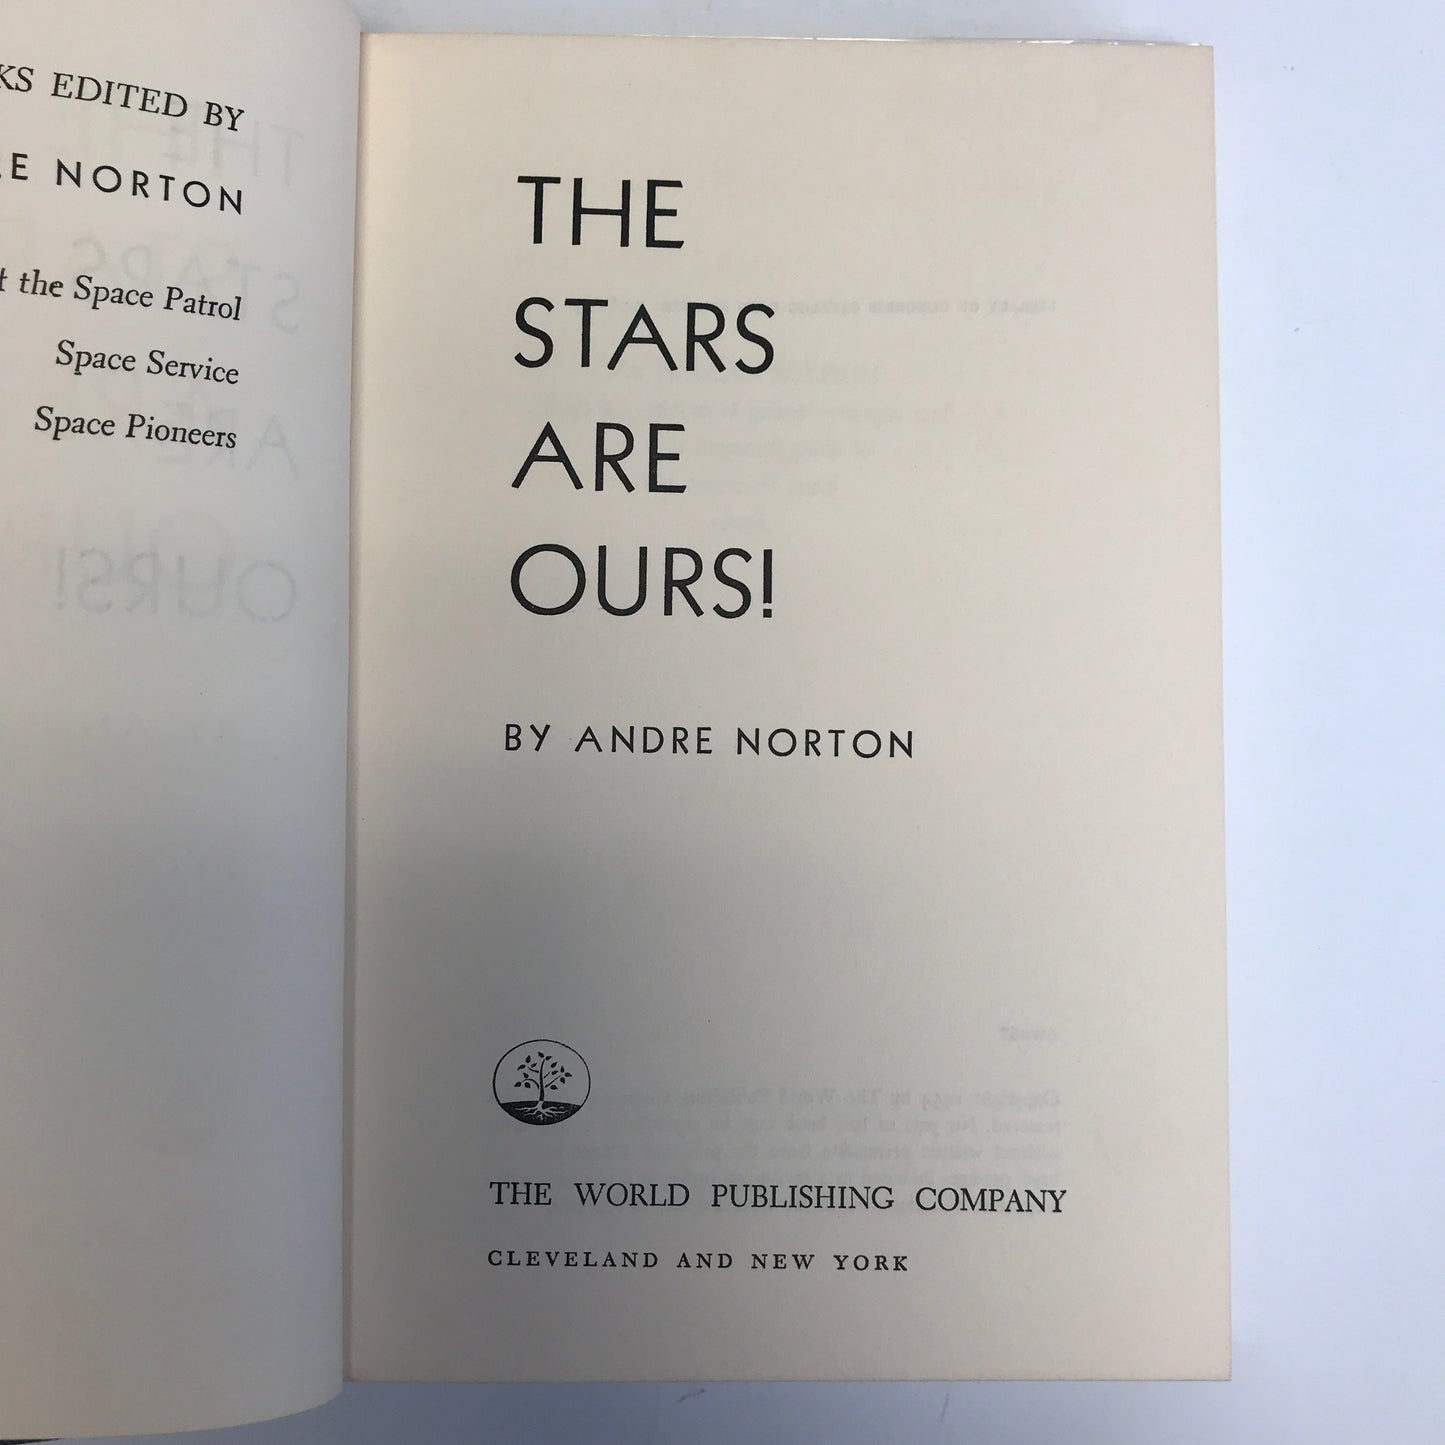 EDITED BY
NORTON
the Space Patrol
Space Service
Space Pioneers
THE
STARS
ARE
OURS!
BY ANDRE NORTON
THE WORLD PUBLISHING COMPANY
CLEVELAND AND NEW YORK